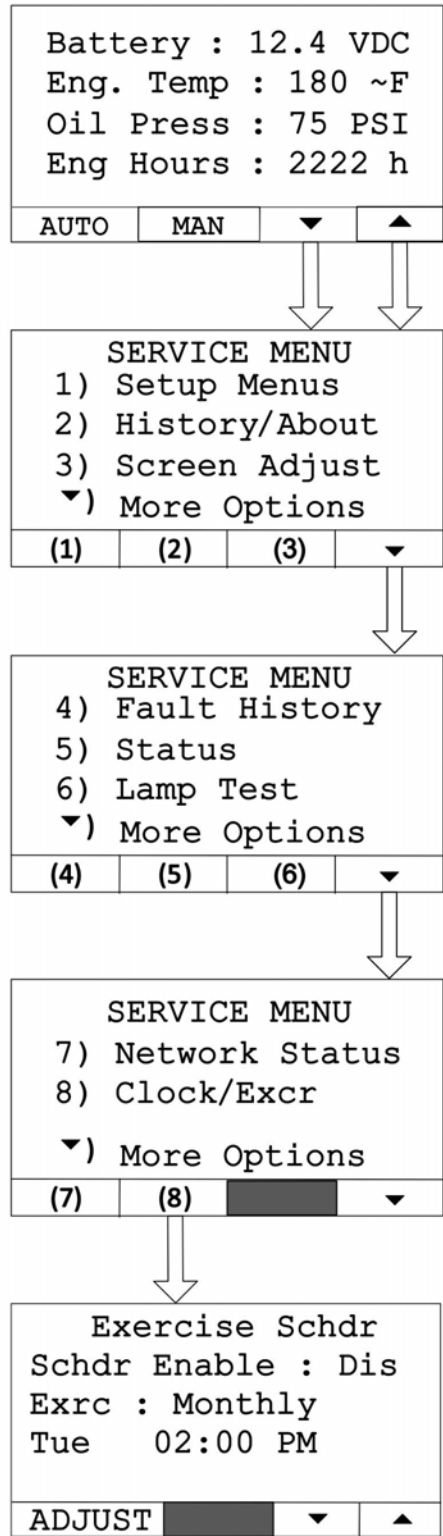 Battery : 12.4 VDC
Eng. Temp : 180 ~F
Oil Press : 75 PSI
Eng Hours : 2222 h
AUTO MAN ▼ ▲
SERVICE MENU
1) Setup Menus
2) History/About
3) Screen Adjust
▼) More Options
(1) (2) (3) ▼
SERVICE MENU
4) Fault History
5) Status
6) Lamp Test
▼) More Options
(4) (5) (6) ▼
SERVICE MENU
7) Network Status
8) Clock/Excr
▼) More Options
(7) (8) ▼
Exercise Schdr
Schdr Enable : Dis
Exrc : Monthly
Tue 02:00 PM
ADJUST ▼ ▲